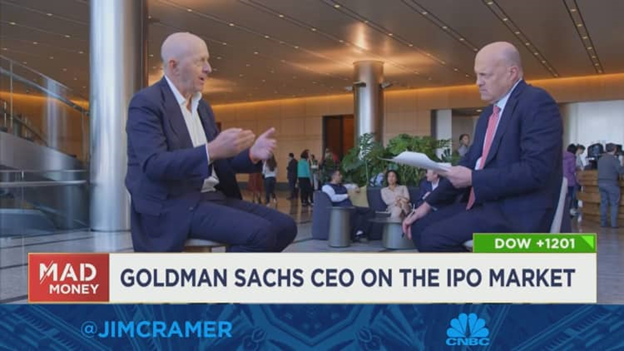 DOW +1201
MAD
MONEY
GOLDMAN SACHS CEO ON THE IPO MARKET
@JIMCRAMER
CNBC